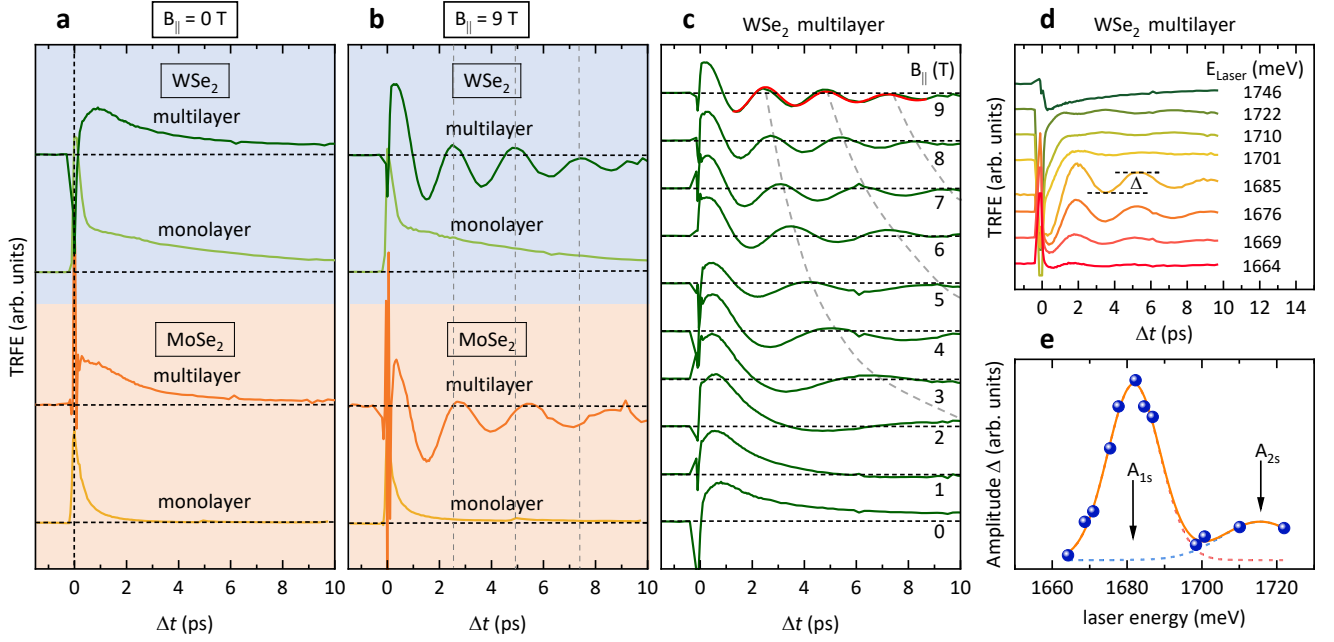 a
B|| = 0 T
WSe2
multilayer
monolayer
MoSe2
multilayer
monolayer
TRFE (arb. units)
0 2 4 6 8 10
Δt (ps)
b
B|| = 9 T
WSe2
multilayer
monolayer
MoSe2
multilayer
monolayer
0 2 4 6 8 10
Δt (ps)
c
WSe2 multilayer
B|| (T)
9
8
7
6
5
4
3
2
1
0
0 2 4 6 8 10
Δt (ps)
d
WSe2 multilayer
ELaser (meV)
1746
1722
1710
1701
1685
1676
1669
1664
Δ
TRFE (arb. units)
0 2 4 6 8 10 12 14
Δt (ps)
e
A1s
A2s
Amplitude Δ (arb. units)
1660 1680 1700 1720
laser energy (meV)